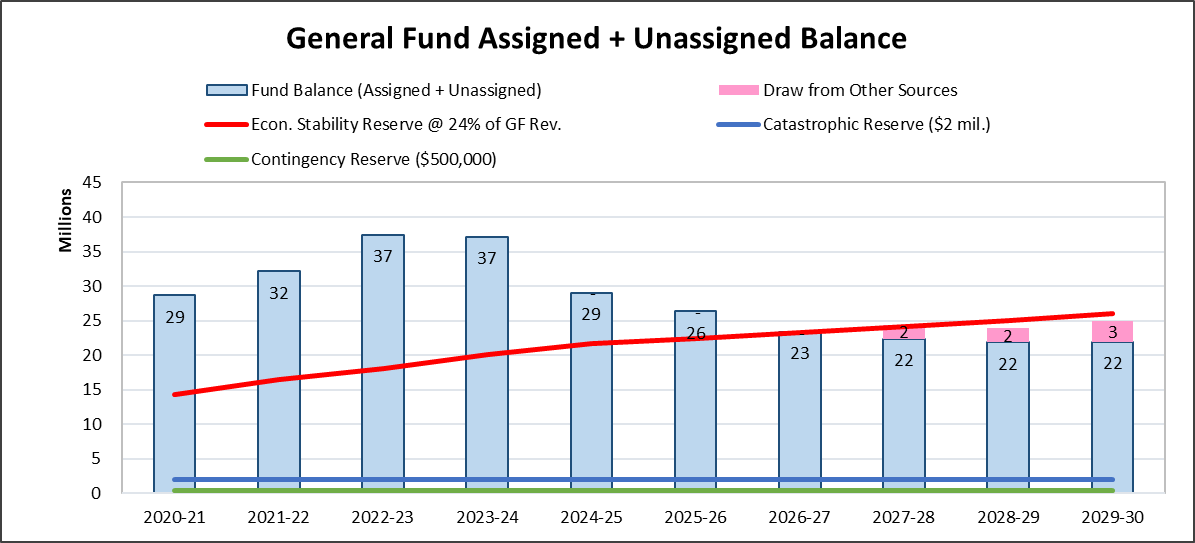 General Fund Assigned + Unassigned Balance
Fund Balance (Assigned + Unassigned) Draw from Other Sources
Econ. Stability Reserve @ 24% of GF Rev. Catastrophic Reserve ($2 mil.)
Contingency Reserve ($500,000)
Millions
45
40
35
30
25
20
15
10
5
0
29 32 37 37 29 26 23 22 22 22
- - - 2 2 3
2020-21 2021-22 2022-23 2023-24 2024-25 2025-26 2026-27 2027-28 2028-29 2029-30